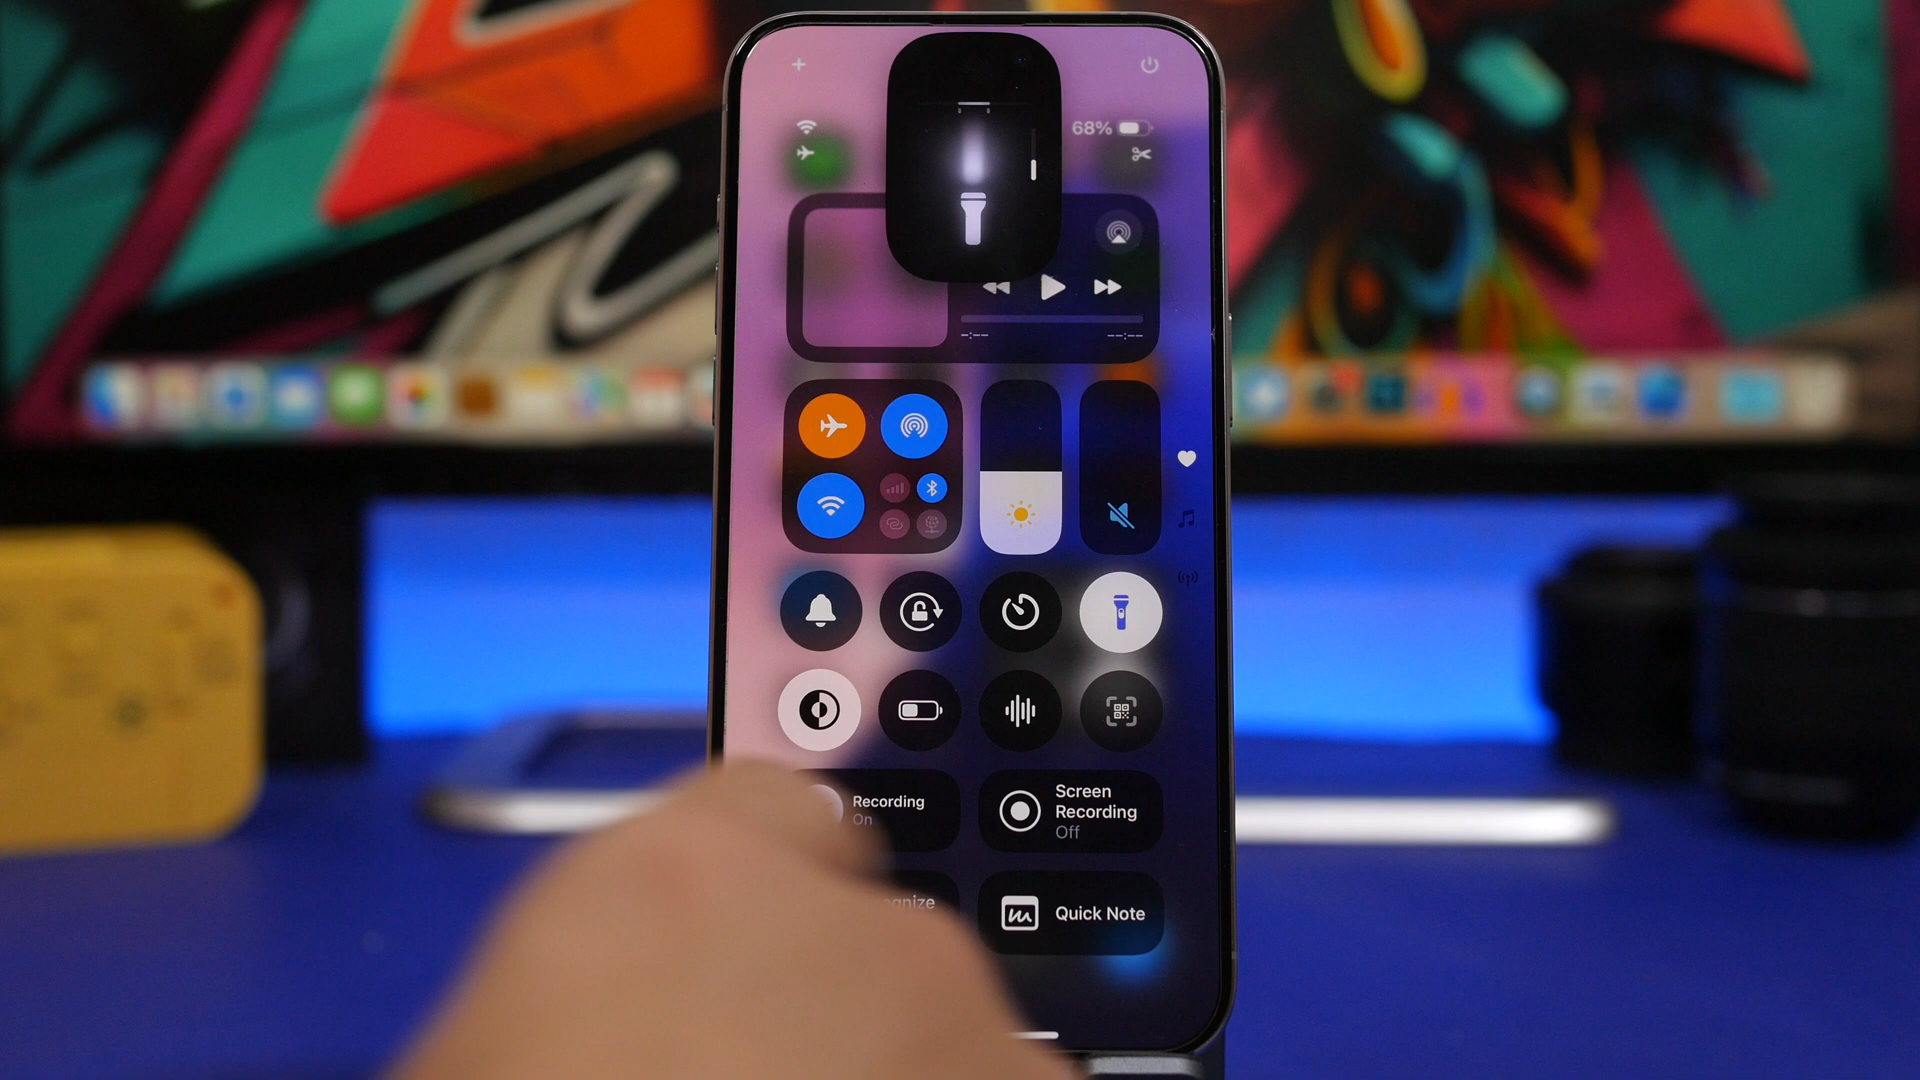 68%
--:--
--:--
Recording
On
Screen
Recording
Off
Quick Note